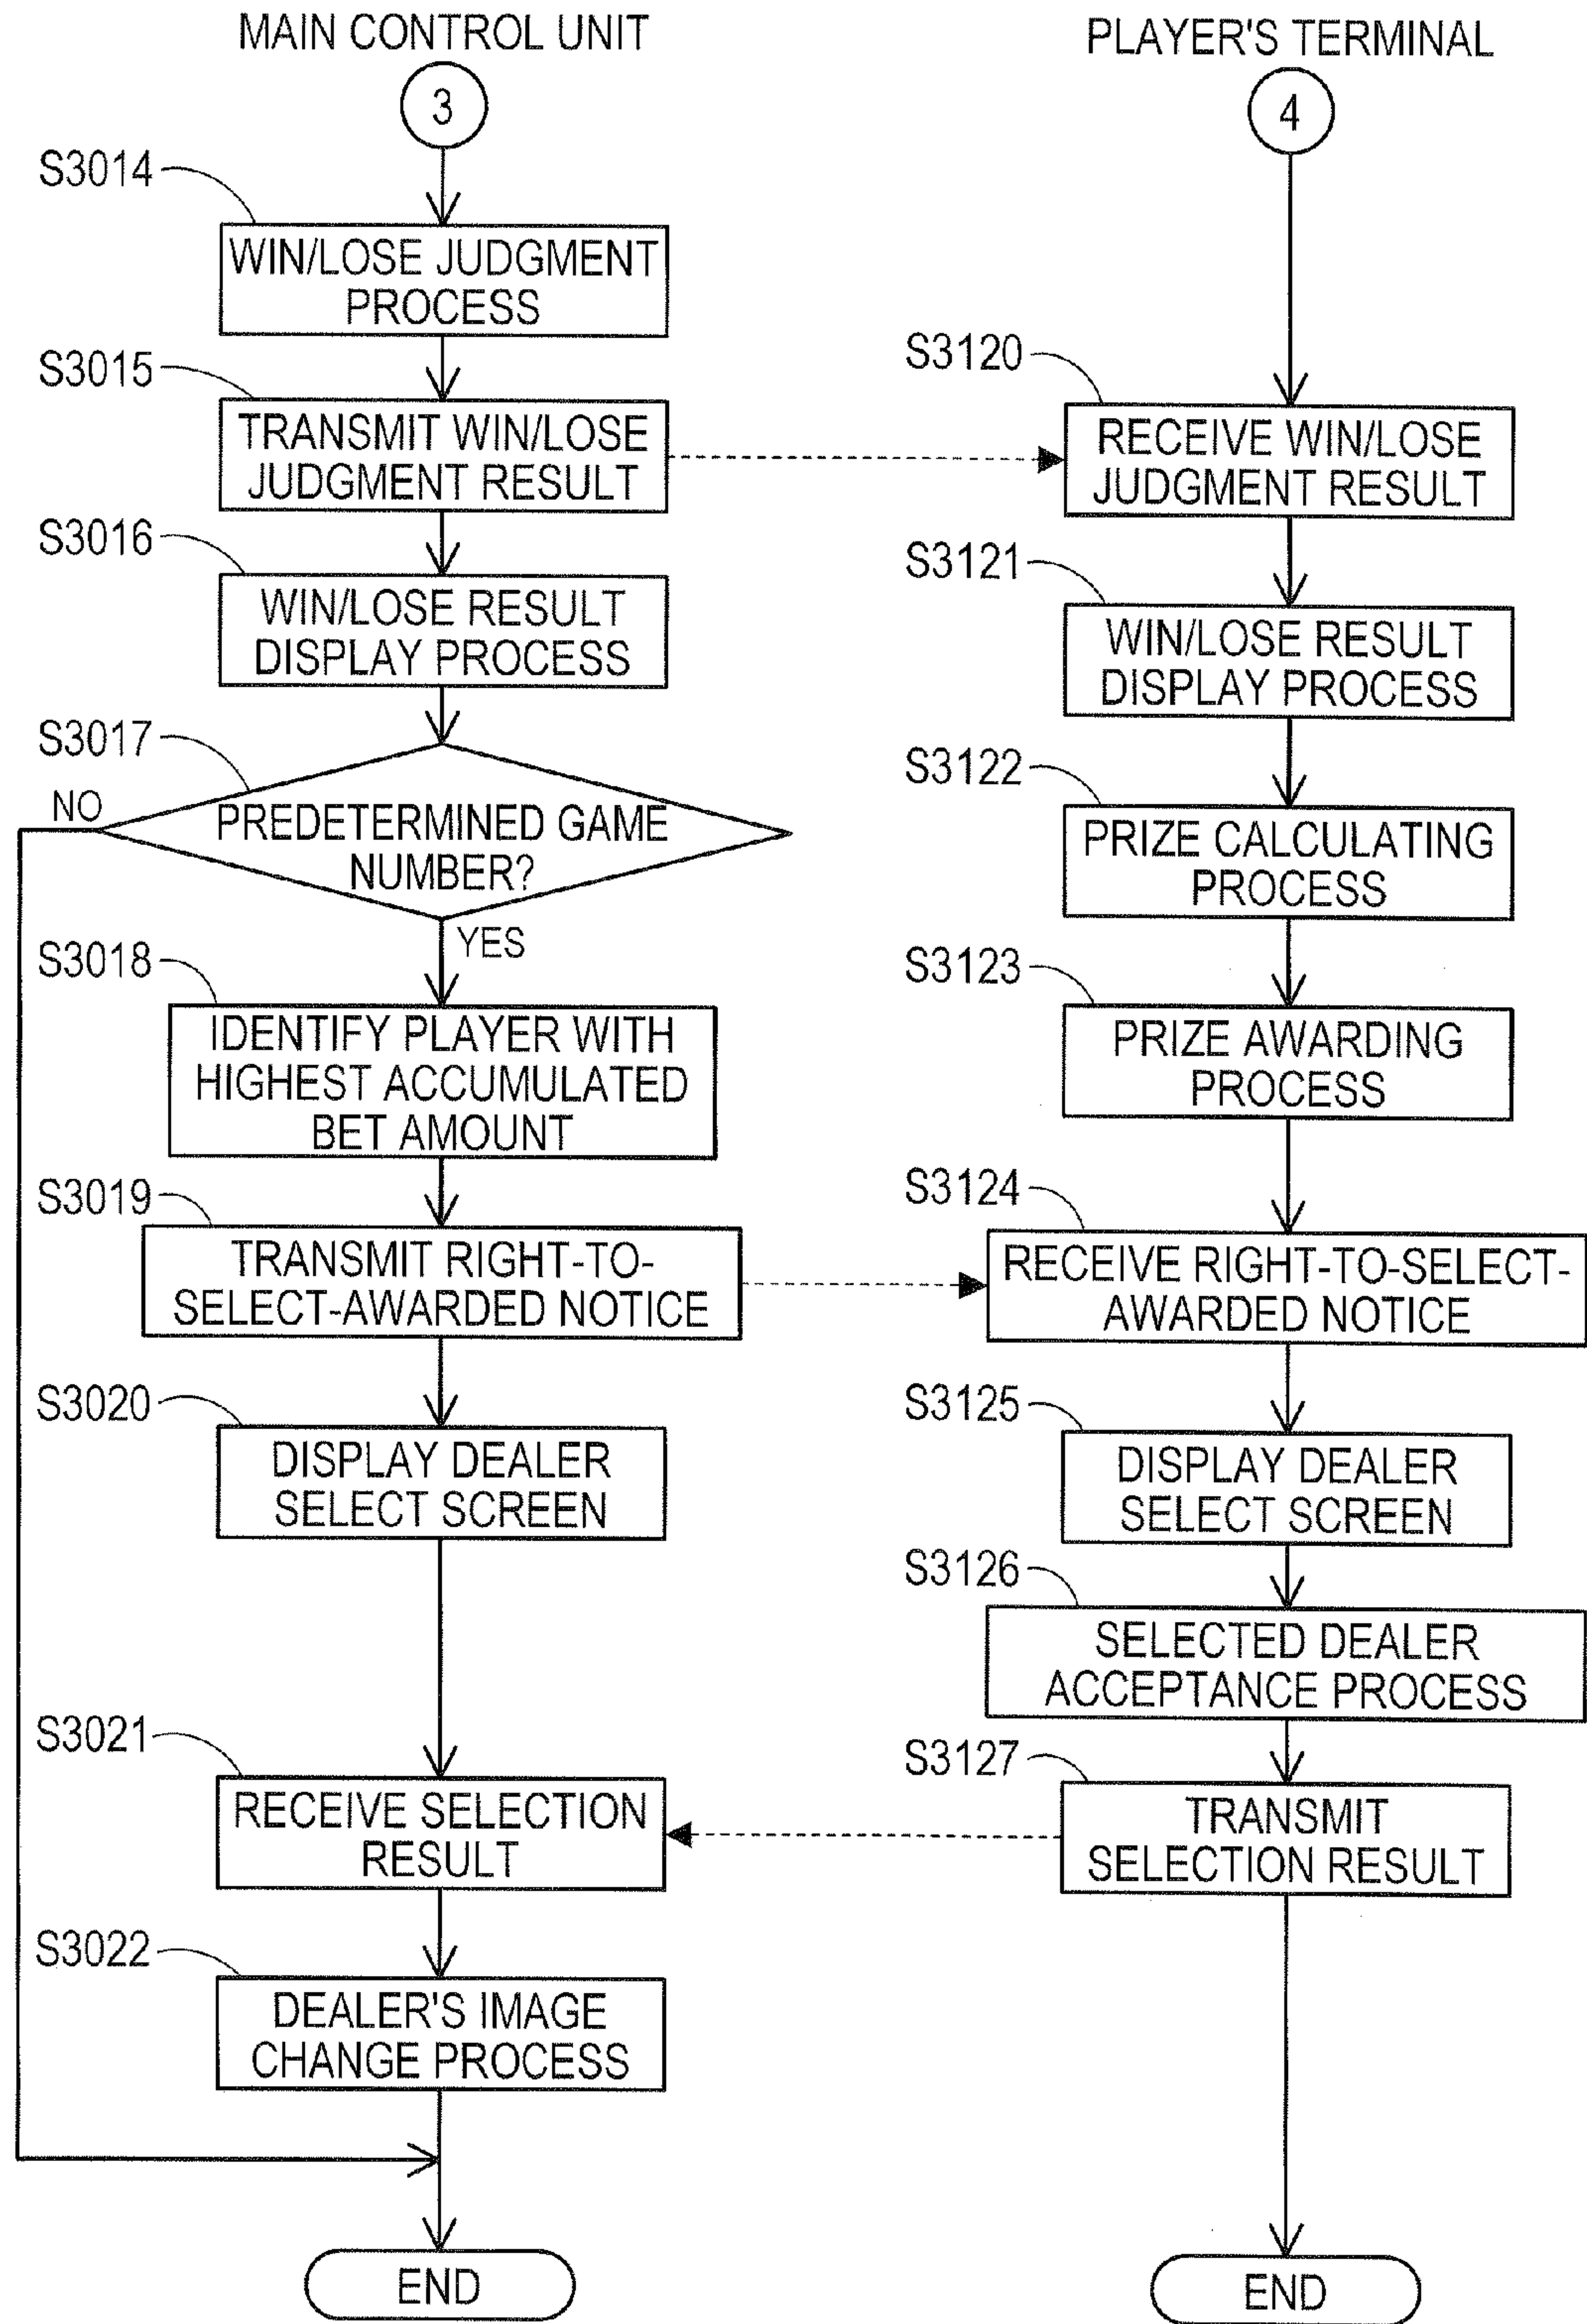 MAIN CONTROL UNIT
3
S3014
WIN/LOSE JUDGMENT
PROCESS
S3015
TRANSMIT WIN/LOSE
JUDGMENT RESULT
S3016
WIN/LOSE RESULT
DISPLAY PROCESS
S3017
NO
PREDETERMINED GAME
NUMBER?
YES
S3018
IDENTIFY PLAYER WITH
HIGHEST ACCUMULATED
BET AMOUNT
S3019
TRANSMIT RIGHT-TO-
SELECT-AWARDED NOTICE
S3020
DISPLAY DEALER
SELECT SCREEN
S3021
RECEIVE SELECTION
RESULT
S3022
DEALER'S IMAGE
CHANGE PROCESS
END
PLAYER'S TERMINAL
4
S3120
RECEIVE WIN/LOSE
JUDGMENT RESULT
S3121
WIN/LOSE RESULT
DISPLAY PROCESS
S3122
PRIZE CALCULATING
PROCESS
S3123
PRIZE AWARDING
PROCESS
S3124
RECEIVE RIGHT-TO-SELECT-
AWARDED NOTICE
S3125
DISPLAY DEALER
SELECT SCREEN
S3126
SELECTED DEALER
ACCEPTANCE PROCESS
S3127
TRANSMIT
SELECTION RESULT
END